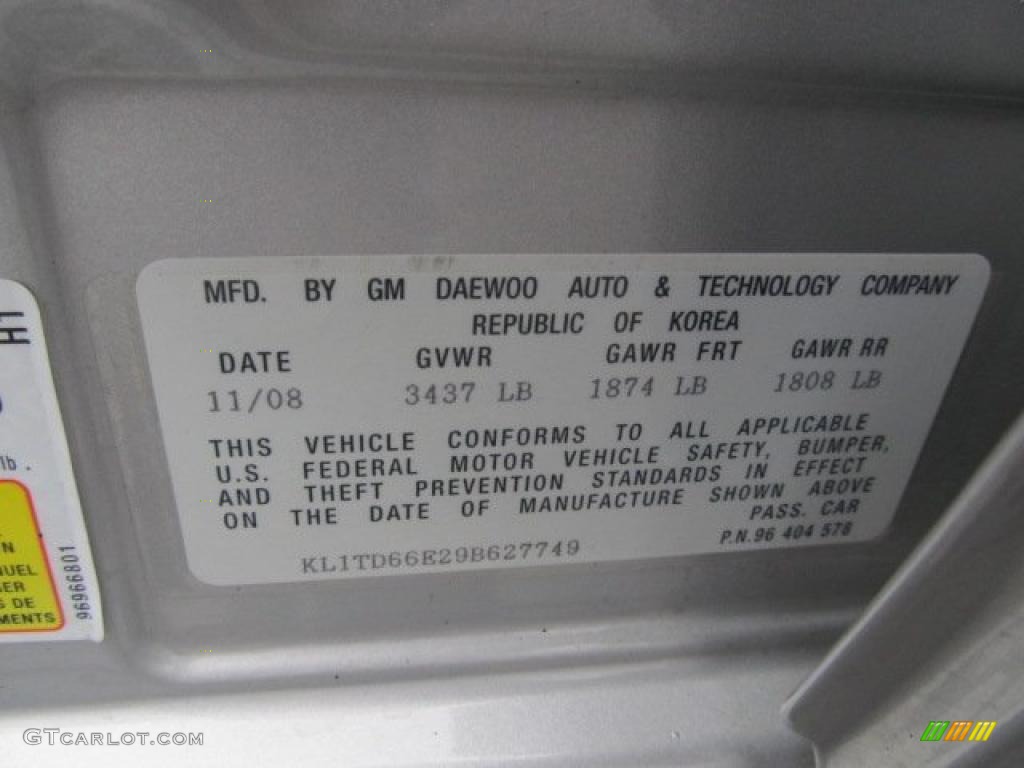 MFD. BY GM DAEWOO AUTO & TECHNOLOGY COMPANY
REPUBLIC OF KOREA
DATE GVWR GAWR FRT GAWR RR
11/08 3437 LB 1874 LB 1808 LB
THIS VEHICLE CONFORMS TO ALL APPLICABLE
U.S. FEDERAL MOTOR VEHICLE SAFETY, BUMPER,
AND THEFT PREVENTION STANDARDS IN EFFECT
ON THE DATE OF MANUFACTURE SHOWN ABOVE
PASS. CAR
P.N.96 404 578
KL1TD66E29B627749
H1
lb.
DE
96966801
GTCARLOT.COM